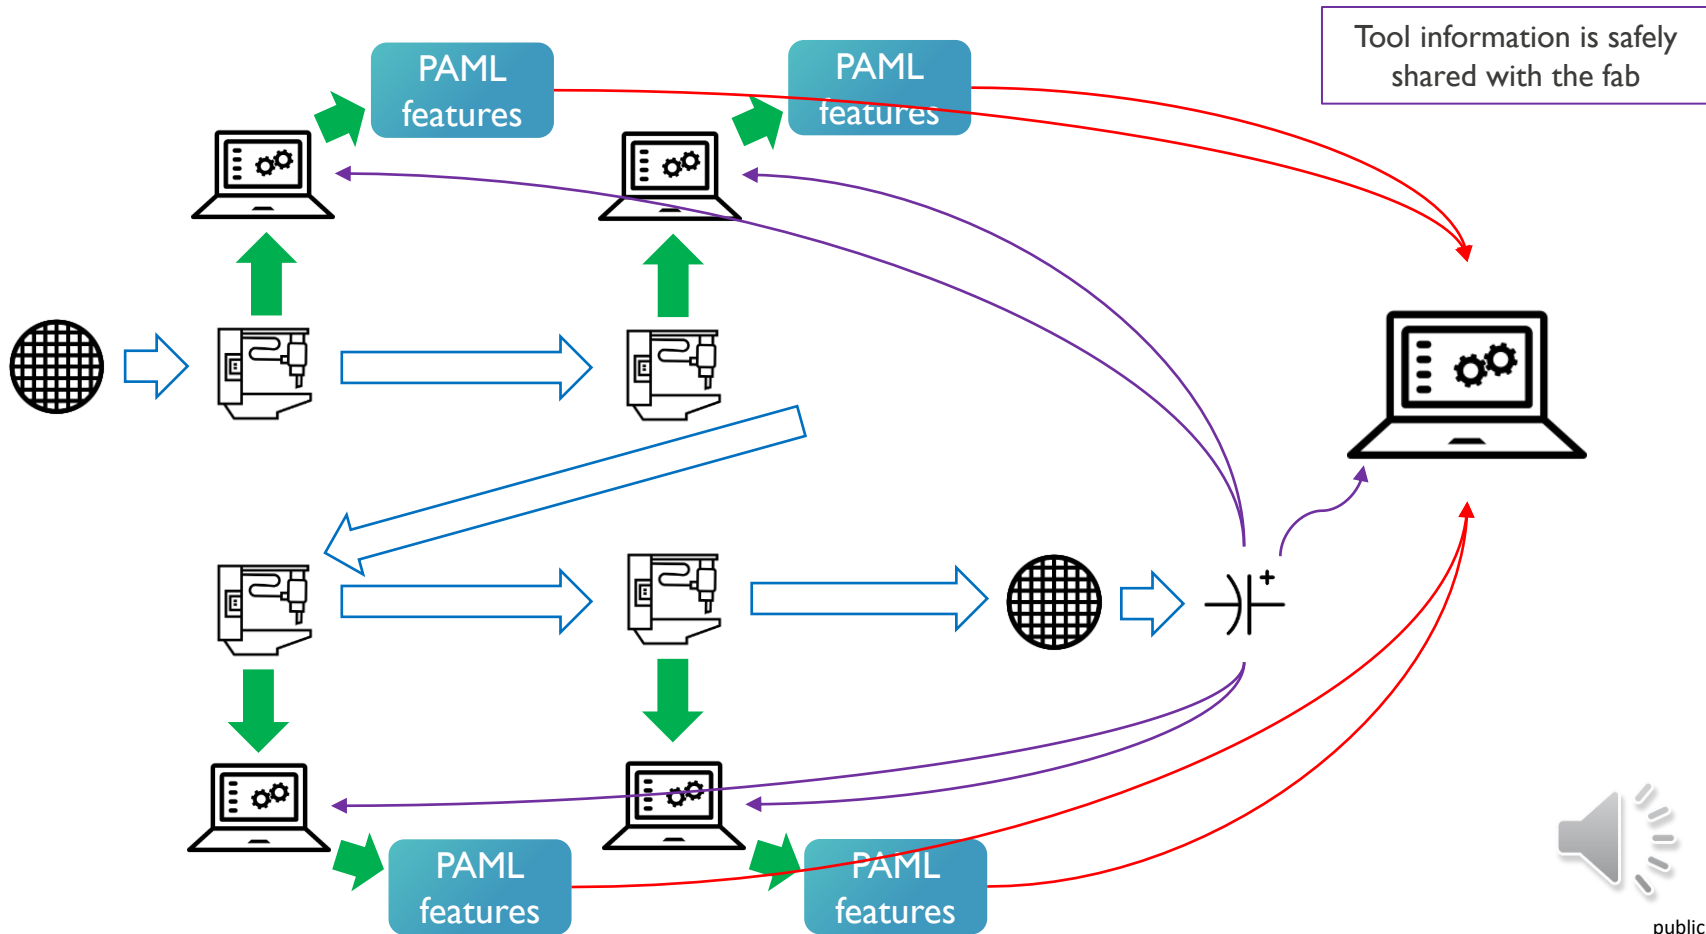 PAML
features
PAML
features
Tool information is safely
shared with the fab
+
PAML
features
PAML
features
public